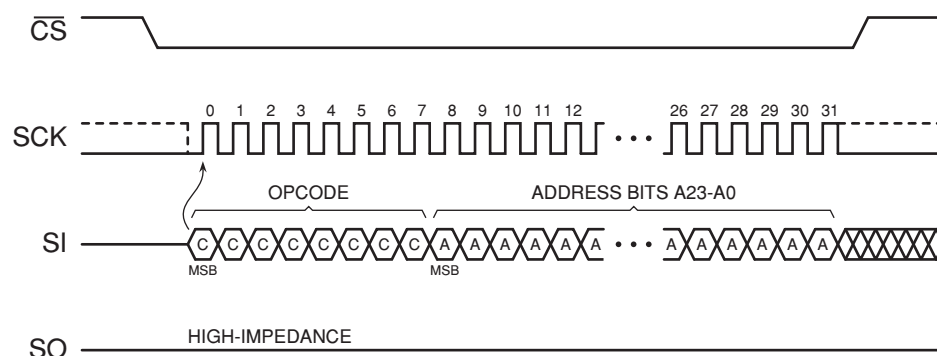 CS
0 1 2 3 4 5 6 7 8 9 10 11 12 26 27 28 29 30 31
SCK
OPCODE ADDRESS BITS A23-A0
SI C C C C C C C C A A A A A A A A A A A A
MSB MSB
HIGH-IMPEDANCE
SO